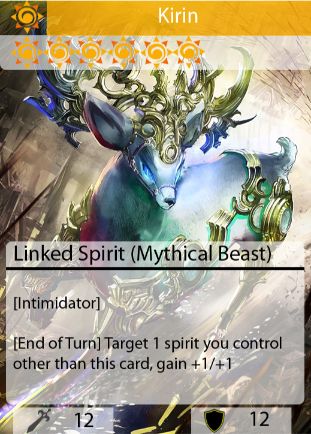 Kirin
Linked Spirit (Mythical Beast)
[Intimidator]
[End of Turn] Target 1 spirit you control
other than this card, gain +1/+1
12
12